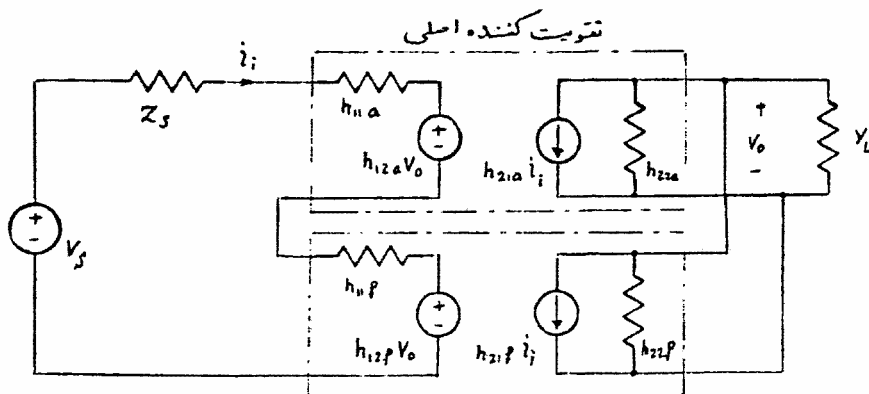 تقویت کننده اصلی
i_i
Z_s
h_11a
h_12a V_o
h_21a i_i
h_22a
+
V_o
-
Y_L
+
-
V_s
h_11f
h_12f V_o
h_21f i_i
h_22f